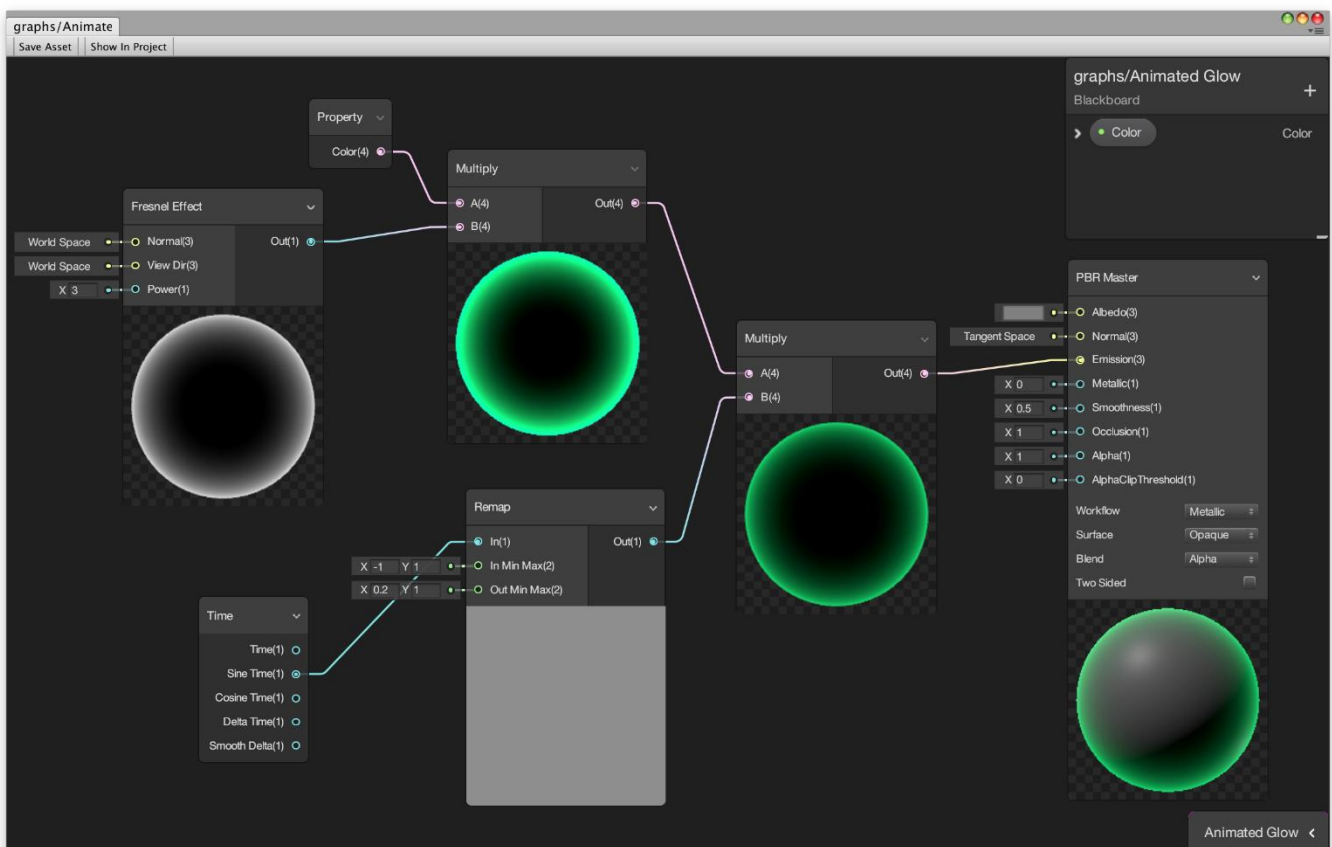 graphs/Animate
Save Asset Show In Project
graphs/Animated Glow
Blackboard
Color Color
Property
Color(4)
Multiply
A(4) Out(4)
B(4)
Fresnel Effect
World Space Normal(3) Out(1)
World Space View Dir(3)
X 3 Power(1)
PBR Master
Albedo(3)
Tangent Space Normal(3)
Emission(3)
X 0 Metallic(1)
X 0.5 Smoothness(1)
X 1 Occlusion(1)
X 1 Alpha(1)
X 0 AlphaClipThreshold(1)
Workflow Metallic
Surface Opaque
Blend Alpha
Two Sided
Multiply
A(4) Out(4)
B(4)
Remap
In(1) Out(1)
X -1 Y 1 In Min Max(2)
X 0.2 Y 1 Out Min Max(2)
Time
Time(1)
Sine Time(1)
Cosine Time(1)
Delta Time(1)
Smooth Delta(1)
Animated Glow